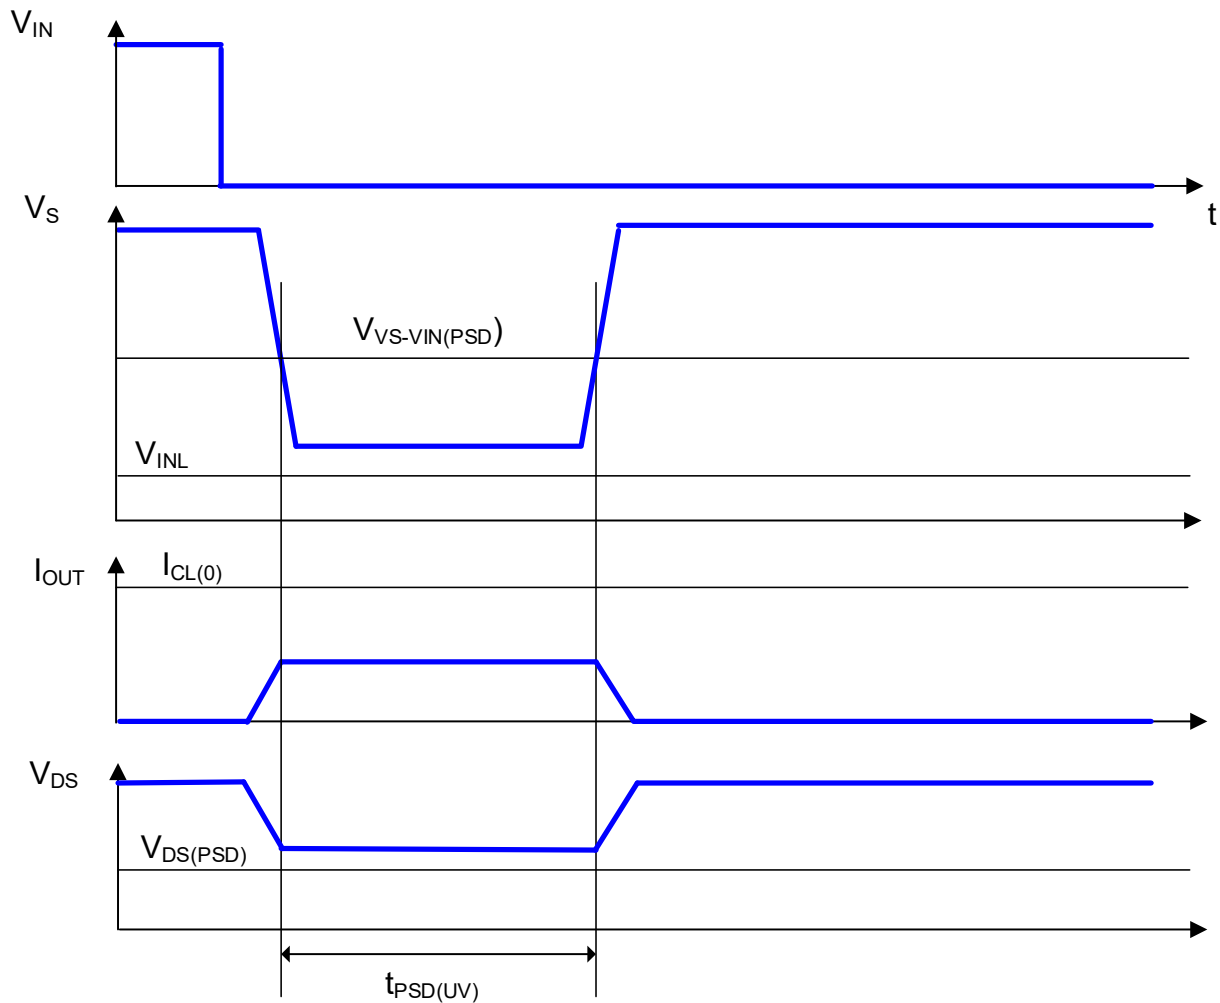 VIN
t
VS
VVS-VIN(PSD)
VINL
IOUT
ICL(0)
VDS
VDS(PSD)
tPSD(UV)